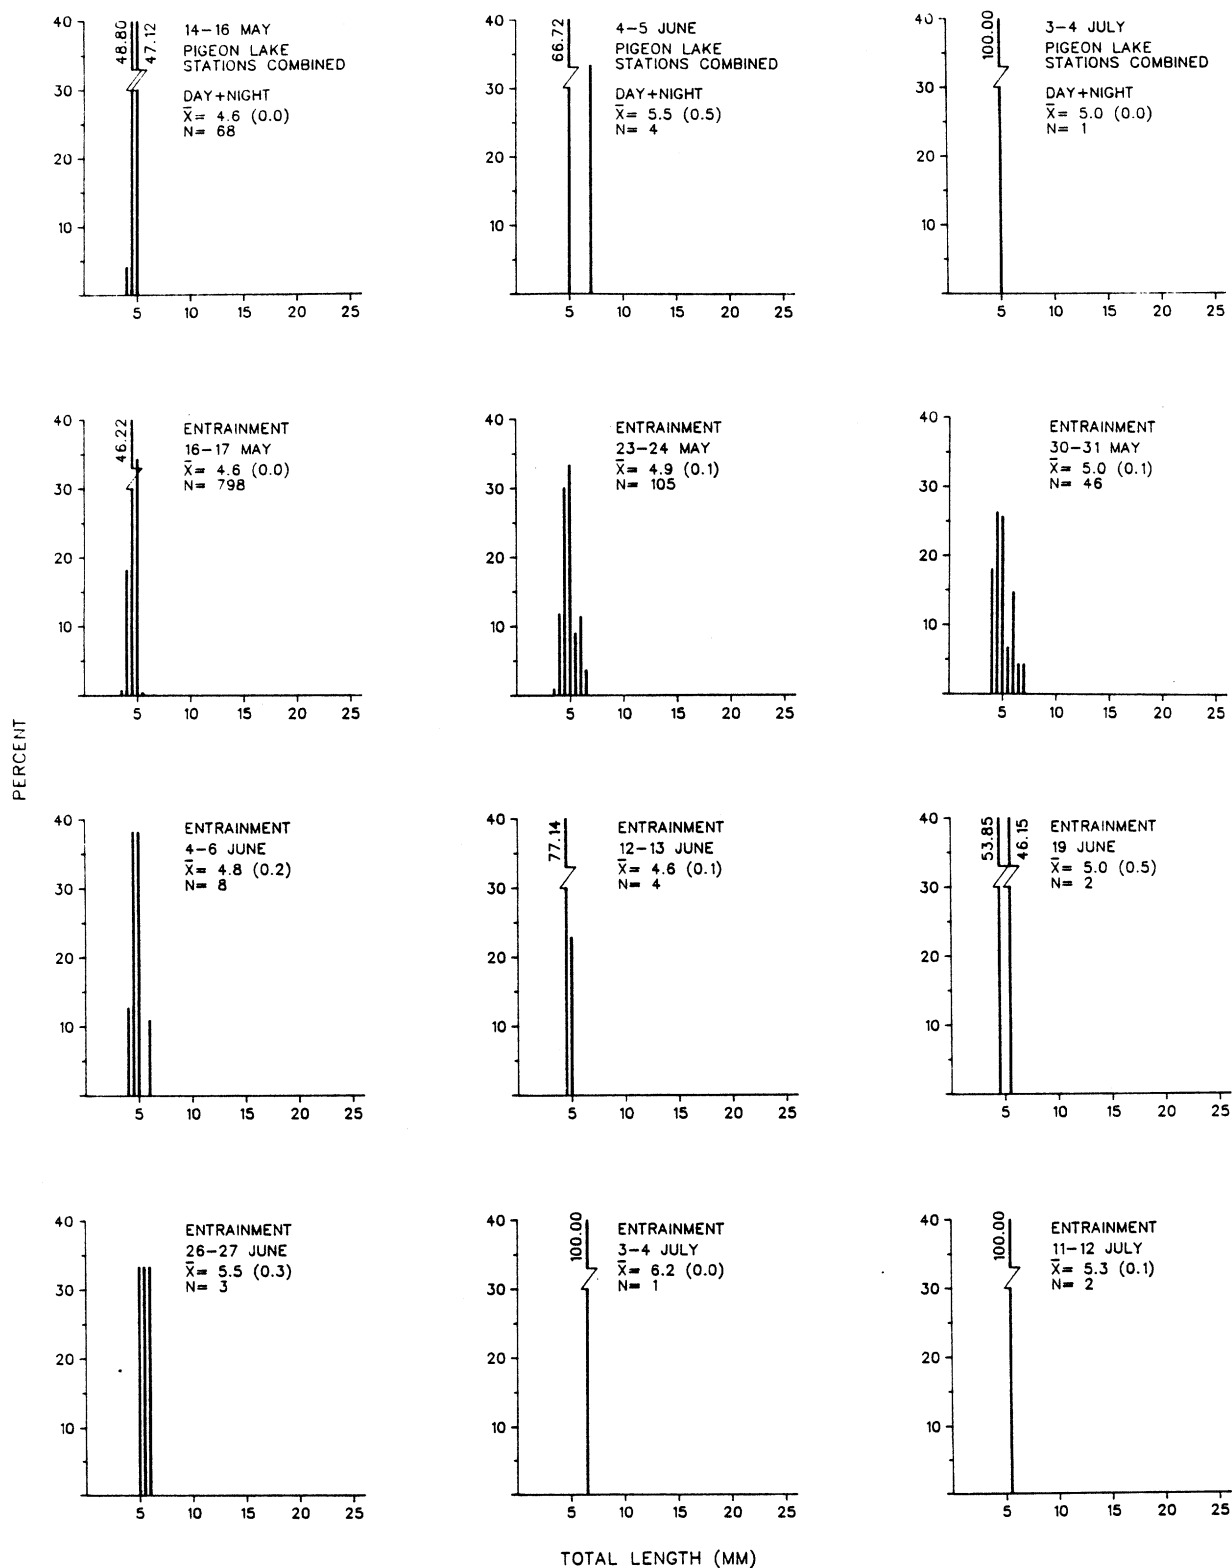 48.80
47.12
14-16 MAY
PIGEON LAKE
STATIONS COMBINED
DAY+NIGHT
X̄= 4.6 (0.0)
N= 68
40
30
20
10
5 10 15 20 25
66.72
4-5 JUNE
PIGEON LAKE
STATIONS COMBINED
DAY+NIGHT
X̄= 5.5 (0.5)
N= 4
40
30
20
10
5 10 15 20 25
100.00
3-4 JULY
PIGEON LAKE
STATIONS COMBINED
DAY+NIGHT
X̄= 5.0 (0.0)
N= 1
40
30
20
10
5 10 15 20 25
46.22
ENTRAINMENT
16-17 MAY
X̄= 4.6 (0.0)
N= 798
40
30
20
10
5 10 15 20 25
ENTRAINMENT
23-24 MAY
X̄= 4.9 (0.1)
N= 105
40
30
20
10
5 10 15 20 25
ENTRAINMENT
30-31 MAY
X̄= 5.0 (0.1)
N= 46
40
30
20
10
5 10 15 20 25
PERCENT
ENTRAINMENT
4-6 JUNE
X̄= 4.8 (0.2)
N= 8
40
30
20
10
5 10 15 20 25
77.14
ENTRAINMENT
12-13 JUNE
X̄= 4.6 (0.1)
N= 4
40
30
20
10
5 10 15 20 25
53.85
46.15
ENTRAINMENT
19 JUNE
X̄= 5.0 (0.5)
N= 2
40
30
20
10
5 10 15 20 25
ENTRAINMENT
26-27 JUNE
X̄= 5.5 (0.3)
N= 3
40
30
20
10
5 10 15 20 25
100.00
ENTRAINMENT
3-4 JULY
X̄= 6.2 (0.0)
N= 1
40
30
20
10
5 10 15 20 25
100.00
ENTRAINMENT
11-12 JULY
X̄= 5.3 (0.1)
N= 2
40
30
20
10
5 10 15 20 25
TOTAL LENGTH (MM)